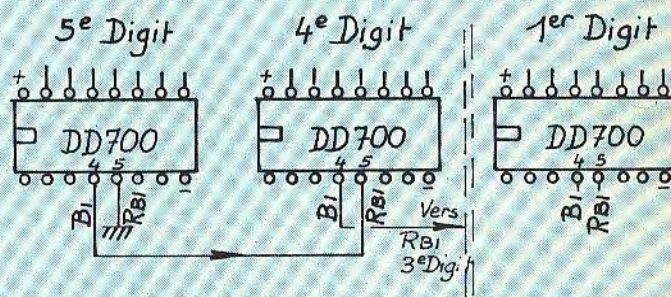 5e Digit 4e Digit 1er Digit
+ + +
DD700 DD700 DD700
4 5 4 5 4 5
- - -
BI RBI BI RBI BI RBI
Vers
RBI
3e Digit